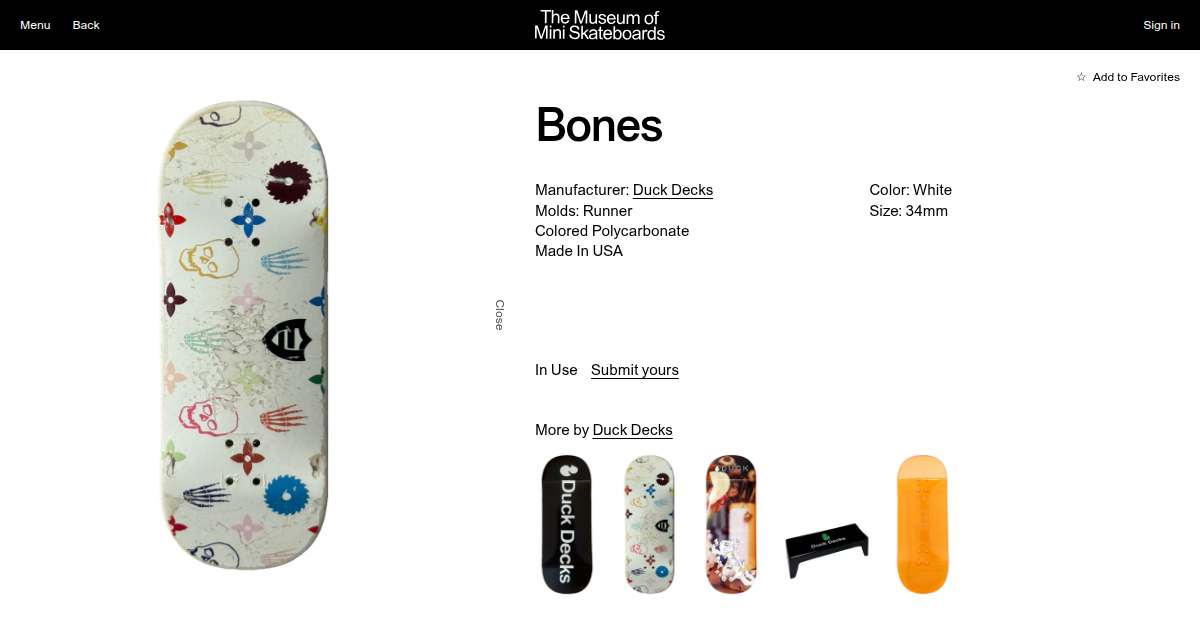 Menu
Back
The Museum of
Mini Skateboards
Sign in
☆ Add to Favorites
Bones
Manufacturer: Duck Decks
Molds: Runner
Colored Polycarbonate
Made In USA
Color: White
Size: 34mm
Close
In Use
Submit yours
More by Duck Decks
Duck Decks
DUCK
Duck Decks